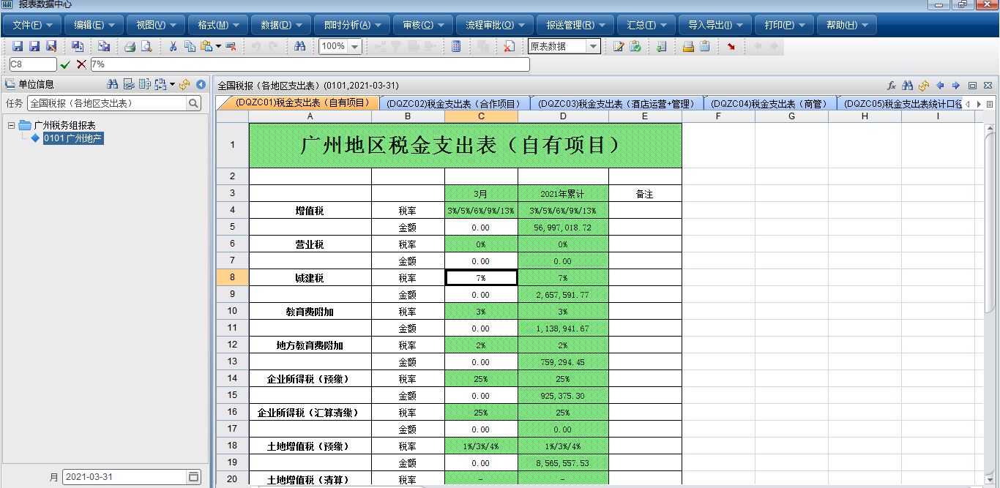 报表数据中心
文件(F) 编辑(E) 视图(V) 格式(M) 数据(D) 即时分析(A) 审核(C) 流程审批(O) 报送管理(R) 汇总(T) 导入导出(I) 打印(P) 帮助(H)
100% 原表数据
C8 7%
单位信息
任务 全国税报（各地区支出表）
广州税务组报表
0101 广州地产
月 2021-03-31
全国税报（各地区支出表）(0101,2021-03-31)
(DQZC01)税金支出表（自有项目） (DQZC02)税金支出表（合作项目） (DQZC03)税金支出表（酒店运营+管理） (DQZC04)税金支出表（商管） (DQZC05)税金支出表统计口径
A B C D E F G H I
1 广州地区税金支出表（自有项目）
2
3 3月 2021年累计 备注
4 增值税 税率 3%/5%/6%/9%/13% 3%/5%/6%/9%/13%
5 金额 0.00 56,997,018.72
6 营业税 税率 0% 0%
7 金额 0.00 0.00
8 城建税 税率 7% 7%
9 金额 0.00 2,657,591.77
10 教育费附加 税率 3% 3%
11 金额 0.00 1,138,941.67
12 地方教育费附加 税率 2% 2%
13 金额 0.00 759,294.45
14 企业所得税（预缴） 税率 25% 25%
15 金额 0.00 925,375.30
16 企业所得税（汇算清缴） 税率 25% 25%
17 金额 0.00 0.00
18 土地增值税（预缴） 税率 1%/3%/4% 1%/3%/4%
19 金额 0.00 8,565,557.53
20 土地增值税（清算） 税率 - -